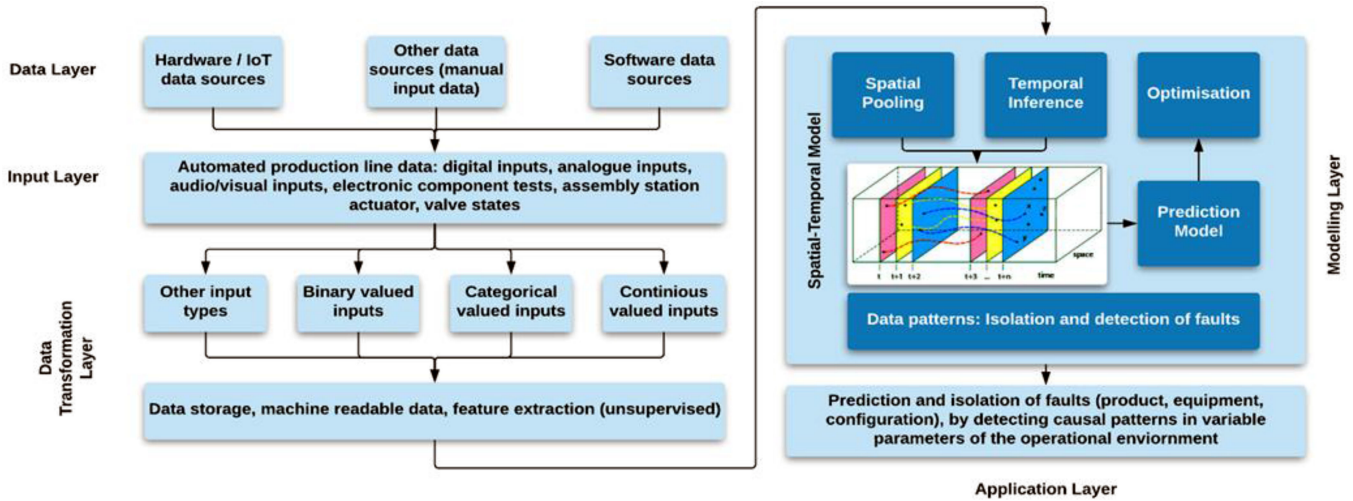 Data Layer
Hardware / IoT
data sources
Other data
sources (manual
input data)
Software data
sources
Input Layer
Automated production line data: digital inputs, analogue inputs,
audio/visual inputs, electronic component tests, assembly station
actuator, valve states
Data
Transformation
Layer
Other input
types
Binary valued
inputs
Categorical
valued inputs
Continious
valued inputs
Data storage, machine readable data, feature extraction (unsupervised)
Spatial-Temporal Model
Spatial
Pooling
Temporal
Inference
Optimisation
Prediction
Model
space
t t+1 t+2 t+3 ... t+n time
Data patterns: Isolation and detection of faults
Modelling Layer
Prediction and isolation of faults (product, equipment,
configuration), by detecting causal patterns in variable
parameters of the operational enviornment
Application Layer